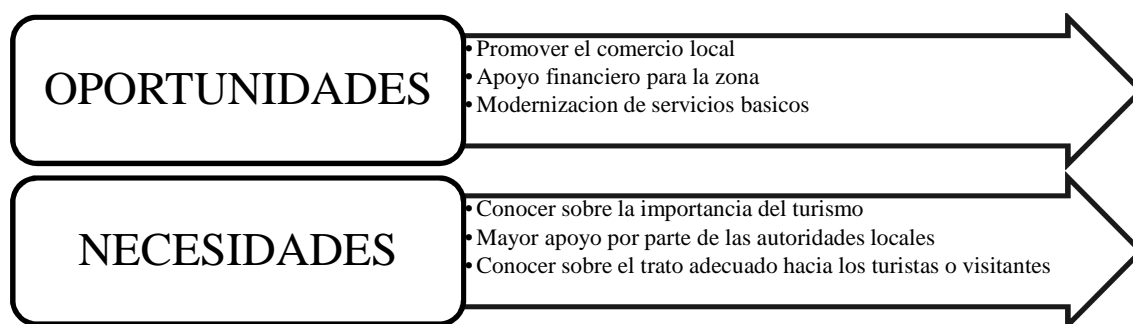 OPORTUNIDADES
• Promover el comercio local
• Apoyo financiero para la zona
• Modernizacion de servicios basicos
NECESIDADES
• Conocer sobre la importancia del turismo
• Mayor apoyo por parte de las autoridades locales
• Conocer sobre el trato adecuado hacia los turistas o visitantes